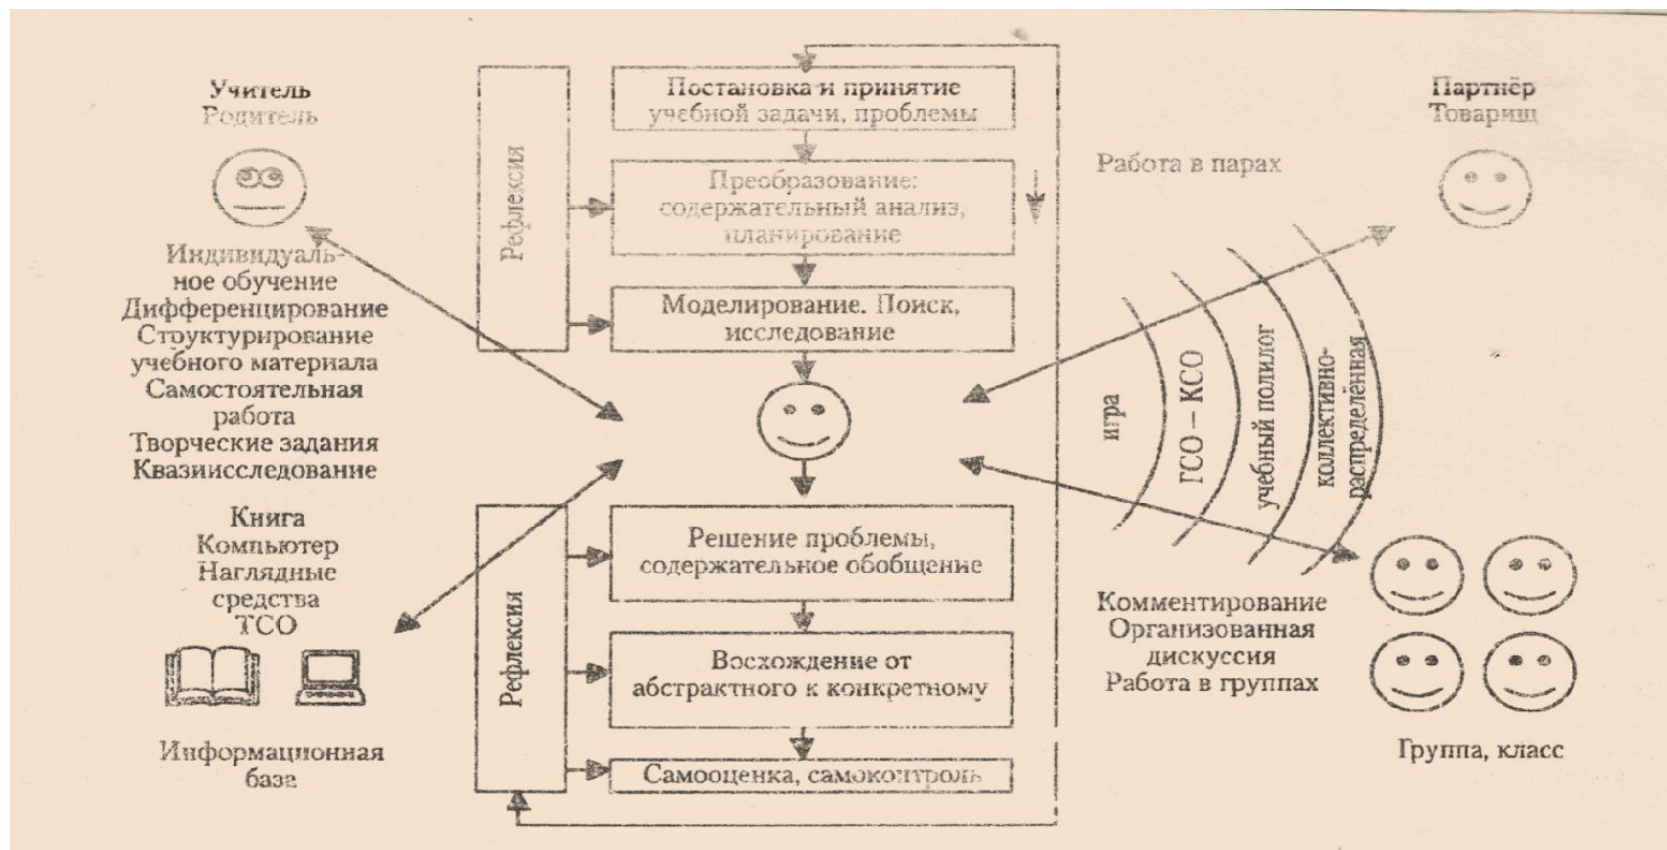 Учитель
Родитель
Индивидуаль-
ное обучение
Дифференцирование
Структурирование
учебного материала
Самостоятельная
работа
Творческие задания
Квазиисследование
Книга
Компьютер
Наглядные
средства
ТСО
Информационная
база
Рефлексия
Постановка и принятие
учебной задачи, проблемы
Преобразование:
содержательный анализ,
планирование
Моделирование. Поиск,
исследование
Рефлексия
Решение проблемы,
содержательное обобщение
Восхождение от
абстрактного к конкретному
Самооценка, самоконтроль
Партнёр
Товарищ
Работа в парах
игра
ГСО – КСО
учебный полилог
коллективно-
распределённая
Комментирование
Организованная
дискуссия
Работа в группах
Группа, класс